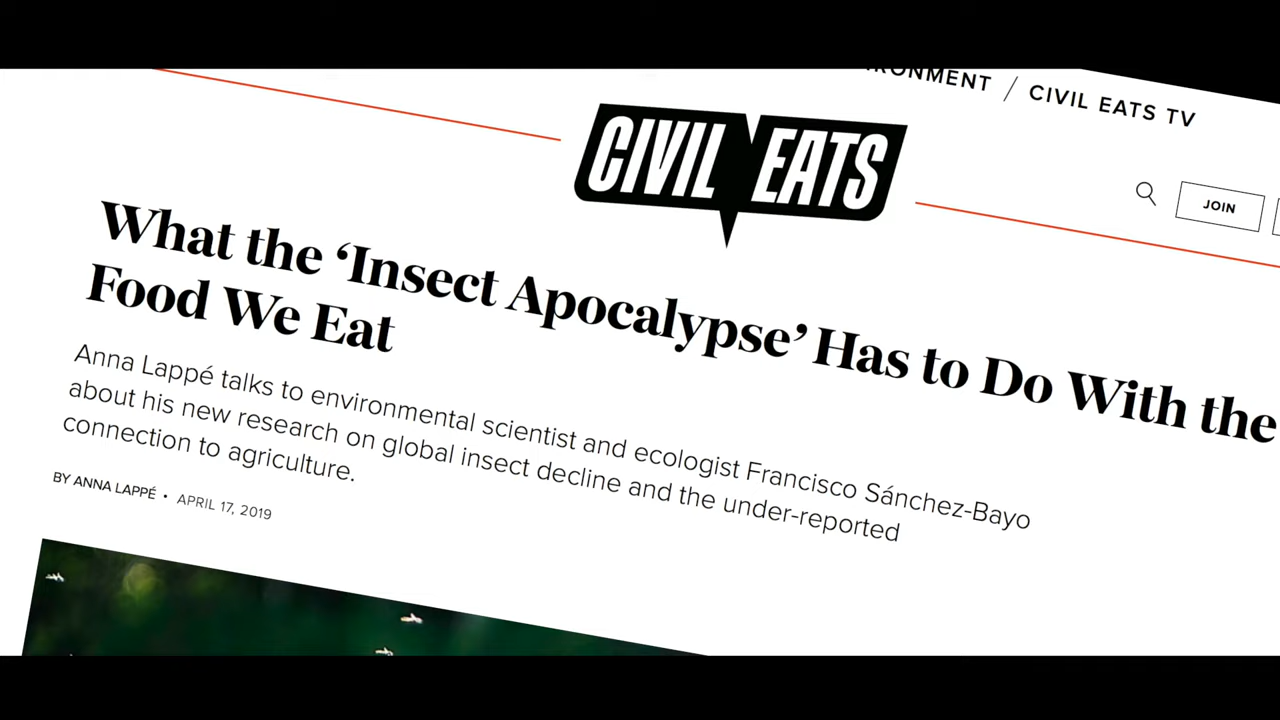 CIVIL EATS TV
CIVIL EATS
JOIN
What the ‘Insect Apocalypse’ Has to Do With the
Food We Eat
Anna Lappé talks to environmental scientist and ecologist Francisco Sánchez-Bayo
about his new research on global insect decline and the under-reported
connection to agriculture.
BY ANNA LAPPÉ • APRIL 17, 2019